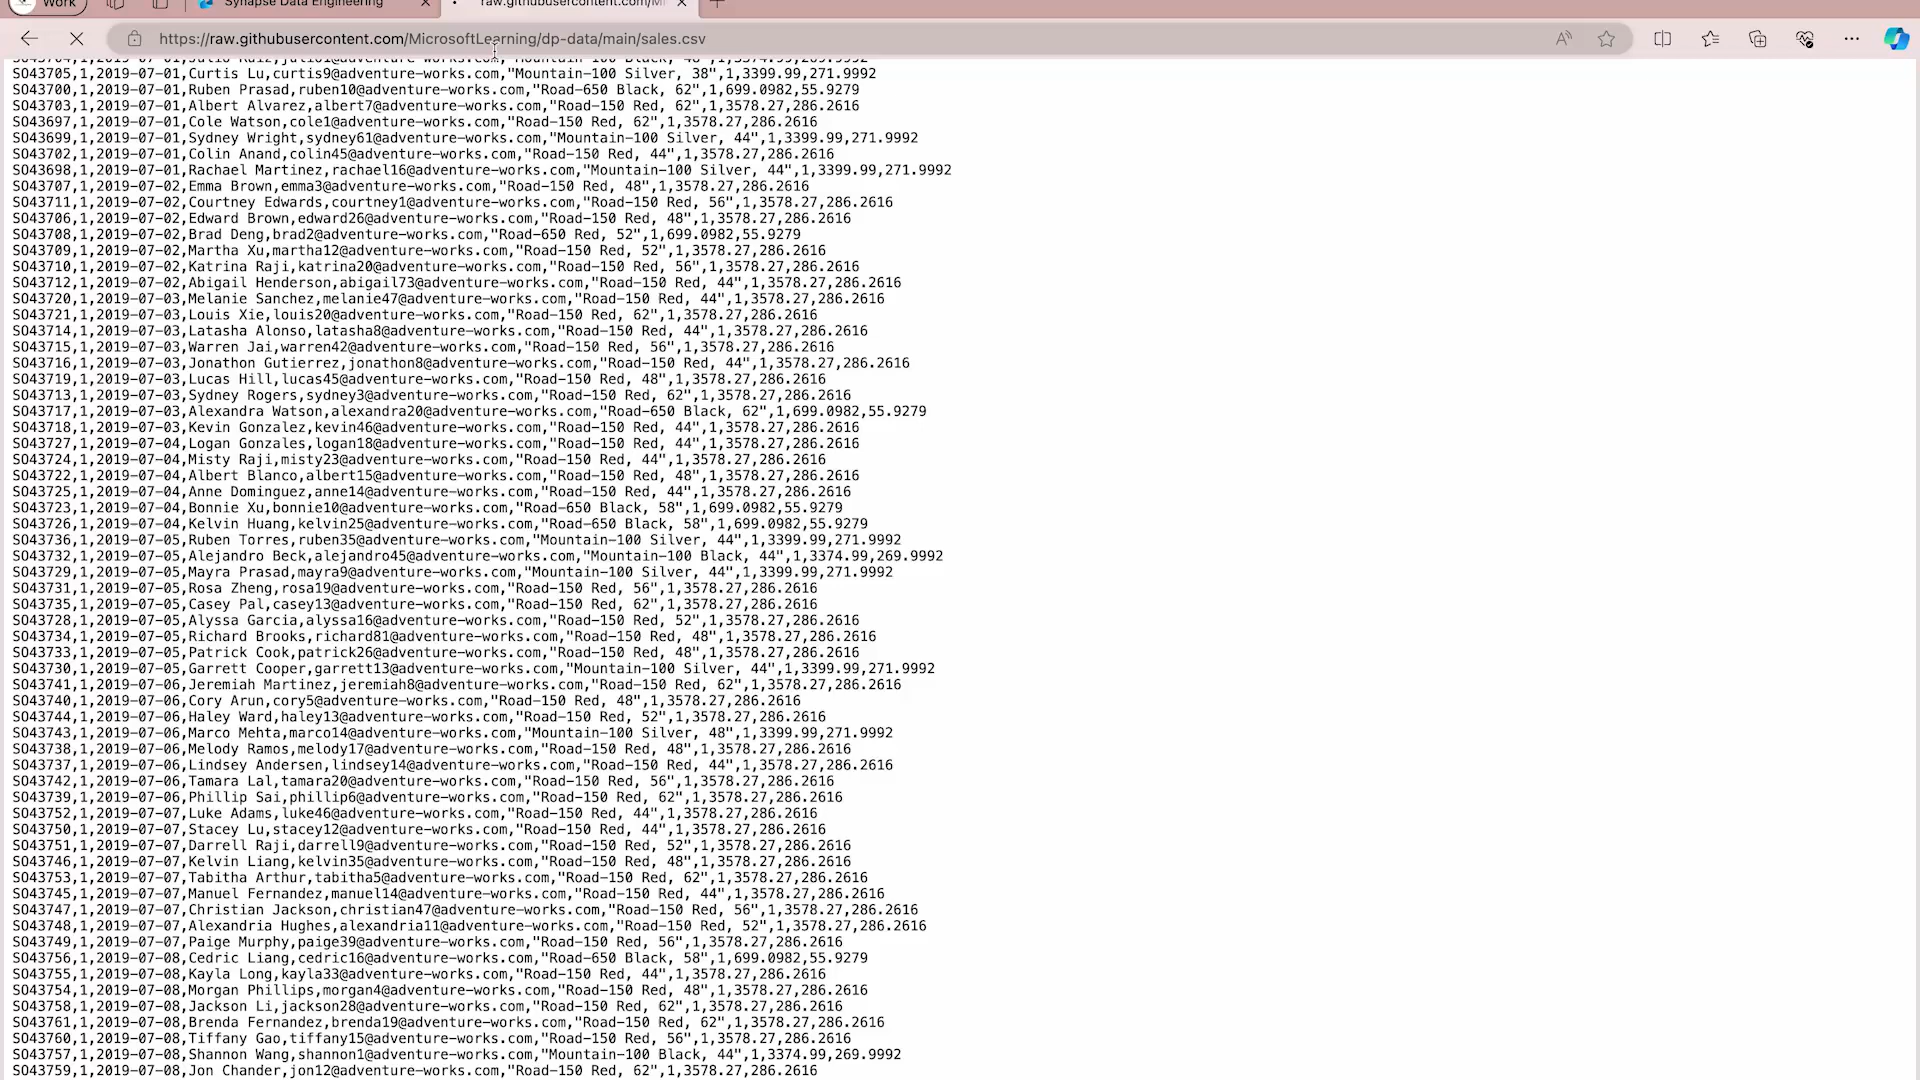 Work
Synapse Data Engineering
raw.githubusercontent.com/Mi
https://raw.githubusercontent.com/MicrosoftLearning/dp-data/main/sales.csv
SO43705,1,2019-07-01,Curtis Lu,curtis9@adventure-works.com,"Mountain-100 Silver, 38",1,3399.99,271.9992
SO43700,1,2019-07-01,Ruben Prasad,ruben10@adventure-works.com,"Road-650 Black, 62",1,699.0982,55.9279
SO43703,1,2019-07-01,Albert Alvarez,albert7@adventure-works.com,"Road-150 Red, 62",1,3578.27,286.2616
SO43697,1,2019-07-01,Cole Watson,cole1@adventure-works.com,"Road-150 Red, 62",1,3578.27,286.2616
SO43699,1,2019-07-01,Sydney Wright,sydney61@adventure-works.com,"Mountain-100 Silver, 44",1,3399.99,271.9992
SO43702,1,2019-07-01,Colin Anand,colin45@adventure-works.com,"Road-150 Red, 44",1,3578.27,286.2616
SO43698,1,2019-07-01,Rachael Martinez,rachael16@adventure-works.com,"Mountain-100 Silver, 44",1,3399.99,271.9992
SO43707,1,2019-07-02,Emma Brown,emma3@adventure-works.com,"Road-150 Red, 48",1,3578.27,286.2616
SO43711,1,2019-07-02,Courtney Edwards,courtney1@adventure-works.com,"Road-150 Red, 56",1,3578.27,286.2616
SO43706,1,2019-07-02,Edward Brown,edward26@adventure-works.com,"Road-150 Red, 48",1,3578.27,286.2616
SO43708,1,2019-07-02,Brad Deng,brad2@adventure-works.com,"Road-650 Red, 52",1,699.0982,55.9279
SO43709,1,2019-07-02,Martha Xu,martha12@adventure-works.com,"Road-150 Red, 52",1,3578.27,286.2616
SO43710,1,2019-07-02,Katrina Raji,katrina20@adventure-works.com,"Road-150 Red, 56",1,3578.27,286.2616
SO43712,1,2019-07-02,Abigail Henderson,abigail73@adventure-works.com,"Road-150 Red, 44",1,3578.27,286.2616
SO43720,1,2019-07-03,Melanie Sanchez,melanie47@adventure-works.com,"Road-150 Red, 44",1,3578.27,286.2616
SO43721,1,2019-07-03,Louis Xie,louis20@adventure-works.com,"Road-150 Red, 62",1,3578.27,286.2616
SO43714,1,2019-07-03,Latasha Alonso,latasha8@adventure-works.com,"Road-150 Red, 44",1,3578.27,286.2616
SO43715,1,2019-07-03,Warren Jai,warren42@adventure-works.com,"Road-150 Red, 56",1,3578.27,286.2616
SO43716,1,2019-07-03,Jonathon Gutierrez,jonathon8@adventure-works.com,"Road-150 Red, 44",1,3578.27,286.2616
SO43719,1,2019-07-03,Lucas Hill,lucas45@adventure-works.com,"Road-150 Red, 48",1,3578.27,286.2616
SO43713,1,2019-07-03,Sydney Rogers,sydney3@adventure-works.com,"Road-150 Red, 62",1,3578.27,286.2616
SO43717,1,2019-07-03,Alexandra Watson,alexandra20@adventure-works.com,"Road-650 Black, 62",1,699.0982,55.9279
SO43718,1,2019-07-03,Kevin Gonzalez,kevin46@adventure-works.com,"Road-150 Red, 44",1,3578.27,286.2616
SO43727,1,2019-07-04,Logan Gonzales,logan18@adventure-works.com,"Road-150 Red, 44",1,3578.27,286.2616
SO43724,1,2019-07-04,Misty Raji,misty23@adventure-works.com,"Road-150 Red, 44",1,3578.27,286.2616
SO43722,1,2019-07-04,Albert Blanco,albert15@adventure-works.com,"Road-150 Red, 48",1,3578.27,286.2616
SO43725,1,2019-07-04,Anne Dominguez,anne14@adventure-works.com,"Road-150 Red, 44",1,3578.27,286.2616
SO43723,1,2019-07-04,Bonnie Xu,bonnie10@adventure-works.com,"Road-650 Black, 58",1,699.0982,55.9279
SO43726,1,2019-07-04,Kelvin Huang,kelvin25@adventure-works.com,"Road-650 Black, 58",1,699.0982,55.9279
SO43736,1,2019-07-05,Ruben Torres,ruben35@adventure-works.com,"Mountain-100 Silver, 44",1,3399.99,271.9992
SO43732,1,2019-07-05,Alejandro Beck,alejandro45@adventure-works.com,"Mountain-100 Black, 44",1,3374.99,269.9992
SO43729,1,2019-07-05,Mayra Prasad,mayra9@adventure-works.com,"Mountain-100 Silver, 44",1,3399.99,271.9992
SO43731,1,2019-07-05,Rosa Zheng,rosa19@adventure-works.com,"Road-150 Red, 56",1,3578.27,286.2616
SO43735,1,2019-07-05,Casey Pal,casey13@adventure-works.com,"Road-150 Red, 62",1,3578.27,286.2616
SO43728,1,2019-07-05,Alyssa Garcia,alyssa16@adventure-works.com,"Road-150 Red, 52",1,3578.27,286.2616
SO43734,1,2019-07-05,Richard Brooks,richard81@adventure-works.com,"Road-150 Red, 48",1,3578.27,286.2616
SO43733,1,2019-07-05,Patrick Cook,patrick26@adventure-works.com,"Road-150 Red, 48",1,3578.27,286.2616
SO43730,1,2019-07-05,Garrett Cooper,garrett13@adventure-works.com,"Mountain-100 Silver, 44",1,3399.99,271.9992
SO43741,1,2019-07-06,Jeremiah Martinez,jeremiah8@adventure-works.com,"Road-150 Red, 62",1,3578.27,286.2616
SO43740,1,2019-07-06,Cory Arun,cory5@adventure-works.com,"Road-150 Red, 48",1,3578.27,286.2616
SO43744,1,2019-07-06,Haley Ward,haley13@adventure-works.com,"Road-150 Red, 52",1,3578.27,286.2616
SO43743,1,2019-07-06,Marco Mehta,marco14@adventure-works.com,"Mountain-100 Silver, 48",1,3399.99,271.9992
SO43738,1,2019-07-06,Melody Ramos,melody17@adventure-works.com,"Road-150 Red, 48",1,3578.27,286.2616
SO43737,1,2019-07-06,Lindsey Andersen,lindsey14@adventure-works.com,"Road-150 Red, 44",1,3578.27,286.2616
SO43742,1,2019-07-06,Tamara Lal,tamara20@adventure-works.com,"Road-150 Red, 56",1,3578.27,286.2616
SO43739,1,2019-07-06,Phillip Sai,phillip6@adventure-works.com,"Road-150 Red, 62",1,3578.27,286.2616
SO43752,1,2019-07-07,Luke Adams,luke46@adventure-works.com,"Road-150 Red, 44",1,3578.27,286.2616
SO43750,1,2019-07-07,Stacey Lu,stacey12@adventure-works.com,"Road-150 Red, 44",1,3578.27,286.2616
SO43751,1,2019-07-07,Darrell Raji,darrell9@adventure-works.com,"Road-150 Red, 52",1,3578.27,286.2616
SO43746,1,2019-07-07,Kelvin Liang,kelvin35@adventure-works.com,"Road-150 Red, 48",1,3578.27,286.2616
SO43753,1,2019-07-07,Tabitha Arthur,tabitha5@adventure-works.com,"Road-150 Red, 62",1,3578.27,286.2616
SO43745,1,2019-07-07,Manuel Fernandez,manuel14@adventure-works.com,"Road-150 Red, 44",1,3578.27,286.2616
SO43747,1,2019-07-07,Christian Jackson,christian47@adventure-works.com,"Road-150 Red, 56",1,3578.27,286.2616
SO43748,1,2019-07-07,Alexandria Hughes,alexandria11@adventure-works.com,"Road-150 Red, 52",1,3578.27,286.2616
SO43749,1,2019-07-07,Paige Murphy,paige39@adventure-works.com,"Road-150 Red, 56",1,3578.27,286.2616
SO43756,1,2019-07-08,Cedric Liang,cedric16@adventure-works.com,"Road-650 Black, 58",1,699.0982,55.9279
SO43755,1,2019-07-08,Kayla Long,kayla33@adventure-works.com,"Road-150 Red, 44",1,3578.27,286.2616
SO43754,1,2019-07-08,Morgan Phillips,morgan4@adventure-works.com,"Road-150 Red, 48",1,3578.27,286.2616
SO43758,1,2019-07-08,Jackson Li,jackson28@adventure-works.com,"Road-150 Red, 62",1,3578.27,286.2616
SO43761,1,2019-07-08,Brenda Fernandez,brenda19@adventure-works.com,"Road-150 Red, 62",1,3578.27,286.2616
SO43760,1,2019-07-08,Tiffany Gao,tiffany15@adventure-works.com,"Road-150 Red, 56",1,3578.27,286.2616
SO43757,1,2019-07-08,Shannon Wang,shannon1@adventure-works.com,"Mountain-100 Black, 44",1,3374.99,269.9992
SO43759,1,2019-07-08,Jon Chander,jon12@adventure-works.com,"Road-150 Red, 62",1,3578.27,286.2616